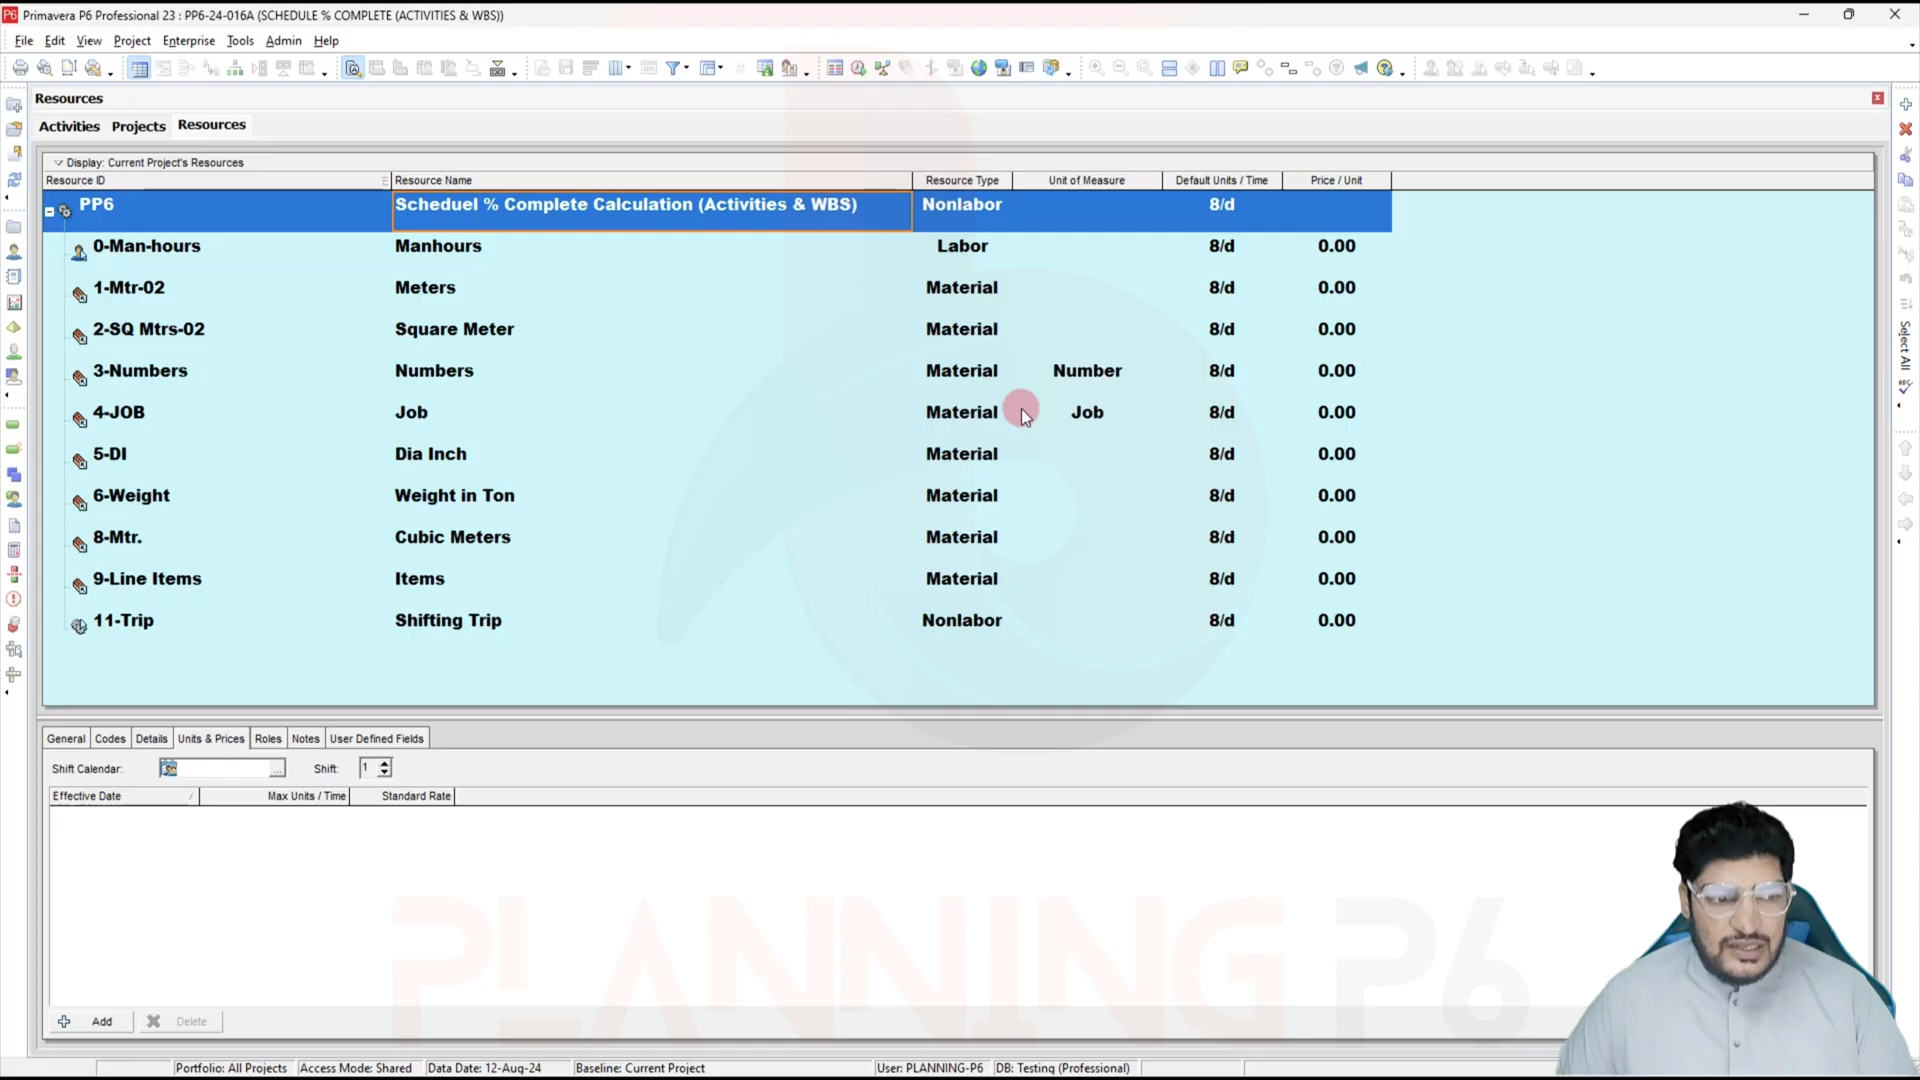 Primavera P6 Professional 23 : PP6-24-016A (SCHEDULE % COMPLETE (ACTIVITIES & WBS))
File Edit View Project Enterprise Tools Admin Help
Resources
Activities Projects Resources
Display: Current Project's Resources
Resource ID Resource Name Resource Type Unit of Measure Default Units / Time Price / Unit
PP6 Scheduel % Complete Calculation (Activities & WBS) Nonlabor 8/d
0-Man-hours Manhours Labor 8/d 0.00
1-Mtr-02 Meters Material 8/d 0.00
2-SQ Mtrs-02 Square Meter Material 8/d 0.00
3-Numbers Numbers Material Number 8/d 0.00
4-JOB Job Material Job 8/d 0.00
5-DI Dia Inch Material 8/d 0.00
6-Weight Weight in Ton Material 8/d 0.00
8-Mtr. Cubic Meters Material 8/d 0.00
9-Line Items Items Material 8/d 0.00
11-Trip Shifting Trip Nonlabor 8/d 0.00
Select All
General Codes Details Units & Prices Roles Notes User Defined Fields
Shift Calendar: ... Shift: 1
Effective Date Max Units / Time Standard Rate
PLANNING P6
Add Delete
Portfolio: All Projects Access Mode: Shared Data Date: 12-Aug-24 Baseline: Current Project User: PLANNING-P6 DB: Testing (Professional)